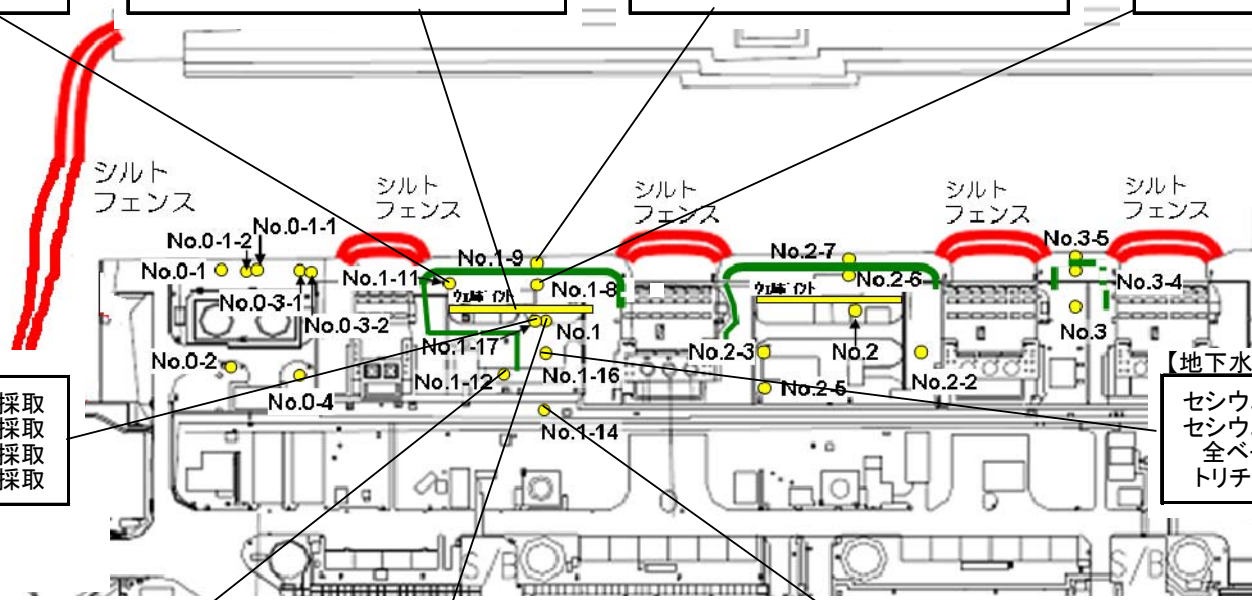 シルト
フェンス
シルト
フェンス
シルト
フェンス
シルト
フェンス
シルト
フェンス
No.0-1-1
No.0-1-2
No.0-1
No.0-3-1
No.0-3-2
No.0-2
No.0-4
No.1-9
No.1-11
No.1-8
No.1
No.1-17
No.1-16
No.1-12
No.1-14
No.2-7
No.2-6
No.2-3
No.2
No.2-2
No.2-5
No.3-5
No.3-4
No.3
採取
採取
採取
採取
【地下水
セシウ
セシウ
全ベ
トリチ
S/B
S/B